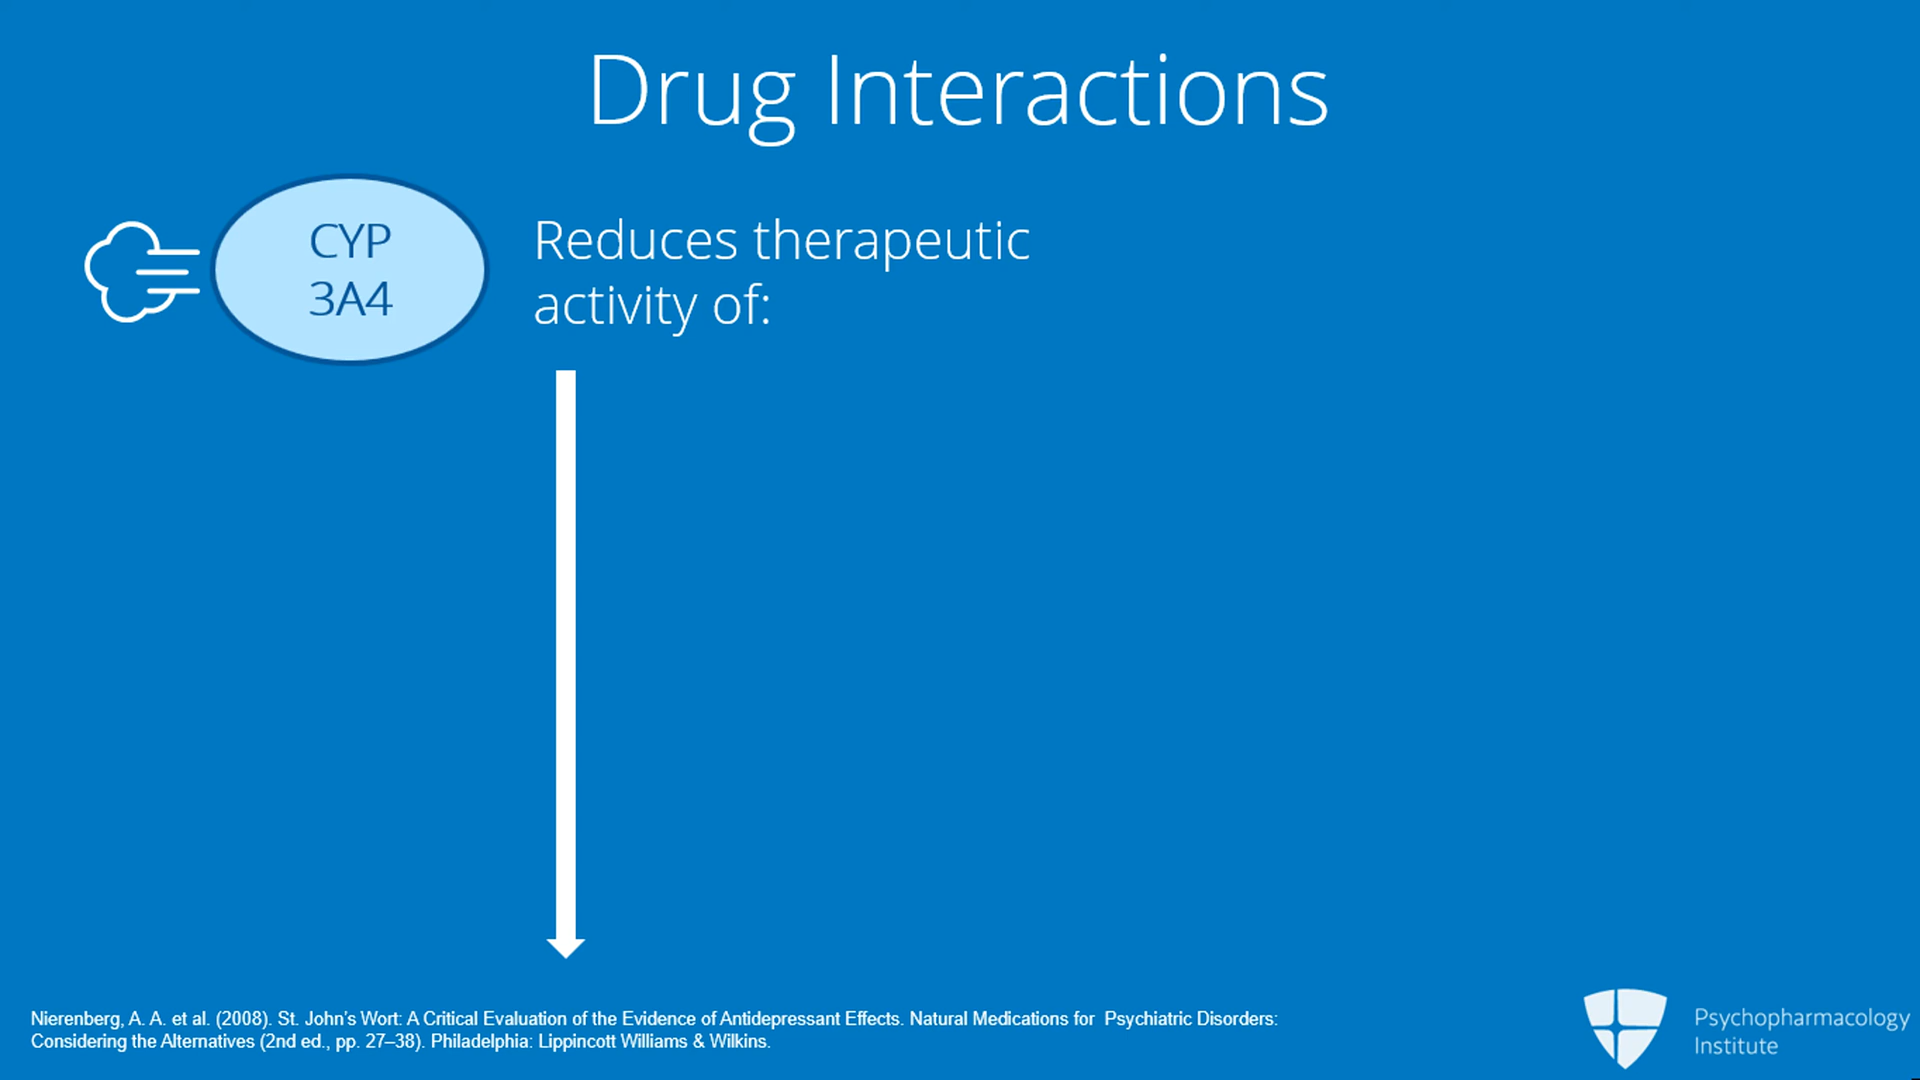 Drug Interactions
CYP
3A4
Reduces therapeutic
activity of:
Nierenberg, A. A. et al. (2008). St. John’s Wort: A Critical Evaluation of the Evidence of Antidepressant Effects. Natural Medications for  Psychiatric Disorders:
Considering the Alternatives (2nd ed., pp. 27–38). Philadelphia: Lippincott Williams & Wilkins.
Psychopharmacology
Institute